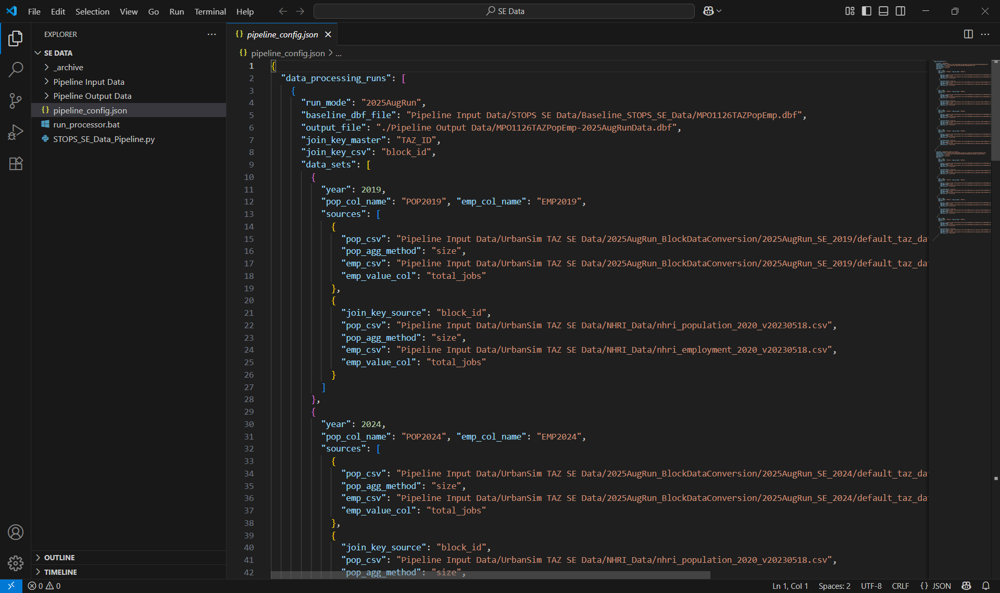 File Edit Selection View Go Run Terminal Help
SE Data
EXPLORER
SE DATA
_archive
Pipeline Input Data
Pipeline Output Data
{} pipeline_config.json
run_processor.bat
STOPS_SE_Data_Pipeline.py
OUTLINE
TIMELINE
{} pipeline_config.json
{} pipeline_config.json > ...
1 {
2 "data_processing_runs": [
3 {
4 "run_mode": "2025AugRun",
5 "baseline_dbf_file": "Pipeline Input Data/STOPS SE Data/Baseline_STOPS_SE_Data/MPO1126TAZPopEmp.dbf",
6 "output_file": "./Pipeline Output Data/MPO1126TAZPopEmp-2025AugRunData.dbf",
7 "join_key_master": "TAZ_ID",
8 "join_key_csv": "block_id",
9 "data_sets": [
10 {
11 "year": 2019,
12 "pop_col_name": "POP2019", "emp_col_name": "EMP2019",
13 "sources": [
14 {
15 "pop_csv": "Pipeline Input Data/UrbanSim TAZ SE Data/2025AugRun_BlockDataConversion/2025AugRun_SE_2019/default_taz_da
16 "pop_agg_method": "size",
17 "emp_csv": "Pipeline Input Data/UrbanSim TAZ SE Data/2025AugRun_BlockDataConversion/2025AugRun_SE_2019/default_taz_da
18 "emp_value_col": "total_jobs"
19 },
20 {
21 "join_key_source": "block_id",
22 "pop_csv": "Pipeline Input Data/UrbanSim TAZ SE Data/NHRI_Data/nhri_population_2020_v20230518.csv",
23 "pop_agg_method": "size",
24 "emp_csv": "Pipeline Input Data/UrbanSim TAZ SE Data/NHRI_Data/nhri_employment_2020_v20230518.csv",
25 "emp_value_col": "total_jobs"
26 }
27 ]
28 },
29 {
30 "year": 2024,
31 "pop_col_name": "POP2024", "emp_col_name": "EMP2024",
32 "sources": [
33 {
34 "pop_csv": "Pipeline Input Data/UrbanSim TAZ SE Data/2025AugRun_BlockDataConversion/2025AugRun_SE_2024/default_taz_da
35 "pop_agg_method": "size",
36 "emp_csv": "Pipeline Input Data/UrbanSim TAZ SE Data/2025AugRun_BlockDataConversion/2025AugRun_SE_2024/default_taz_da
37 "emp_value_col": "total_jobs"
38 },
39 {
40 "join_key_source": "block_id",
41 "pop_csv": "Pipeline Input Data/UrbanSim TAZ SE Data/NHRI_Data/nhri_population_2020_v20230518.csv",
42 "pop_agg_method": "size",
0 0
Ln 1, Col 1 Spaces: 2 UTF-8 CRLF {} JSON